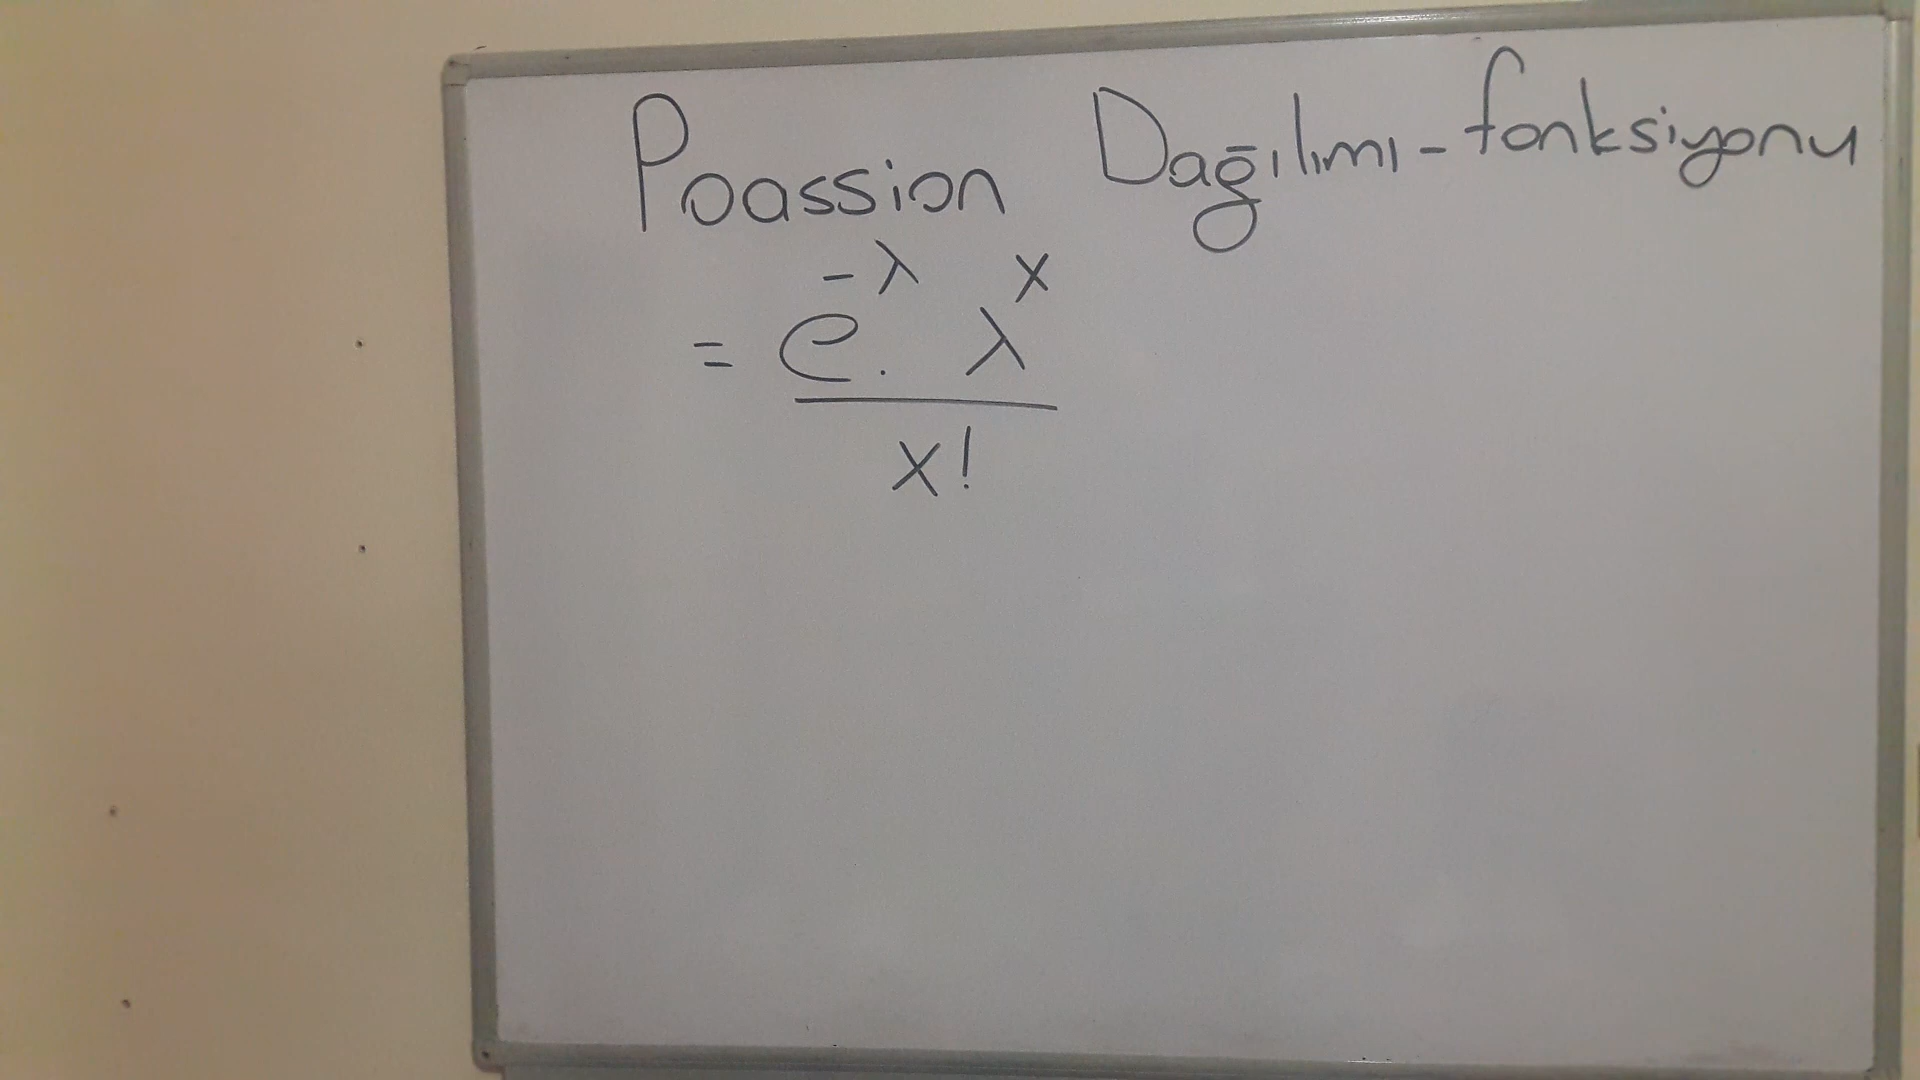 Poassion Dağılımı-fonksiyonu
= e^-λ . λ^x
x!